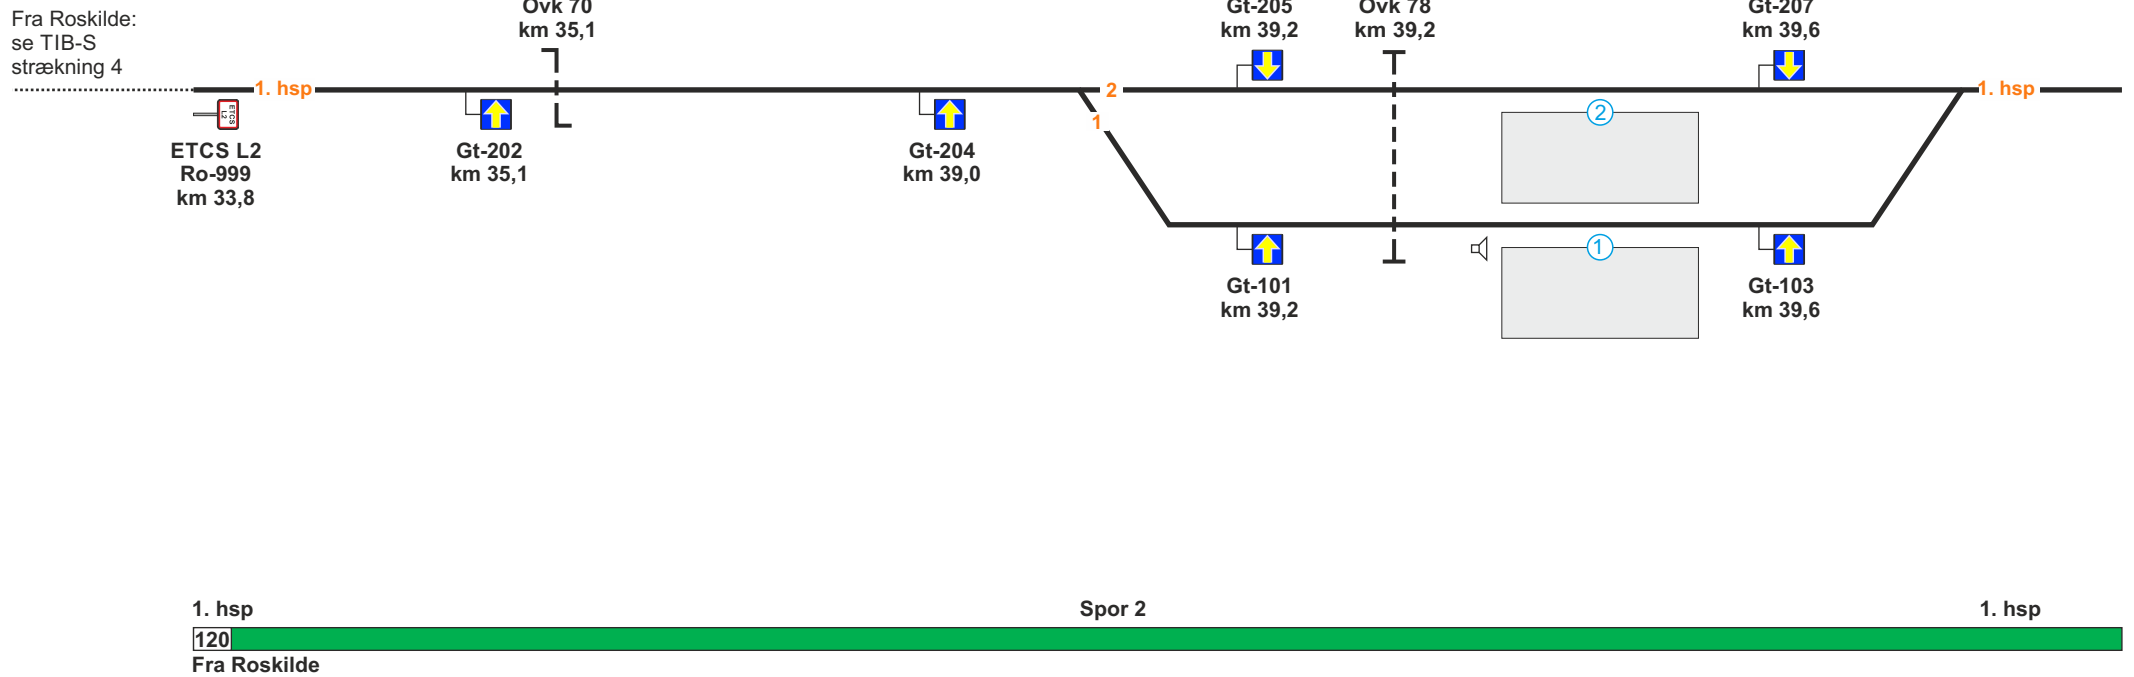 Fra Roskilde:
se TIB-S
strækning 4
Ovk 70
km 35,1
Gt-205
km 39,2
Ovk 78
km 39,2
Gt-207
km 39,6
1. hsp
2
1
1. hsp
ETCS L2
ETCS L2
Ro-999
km 33,8
Gt-202
km 35,1
Gt-204
km 39,0
2
1
Gt-101
km 39,2
Gt-103
km 39,6
1. hsp
Spor 2
1. hsp
120
Fra Roskilde